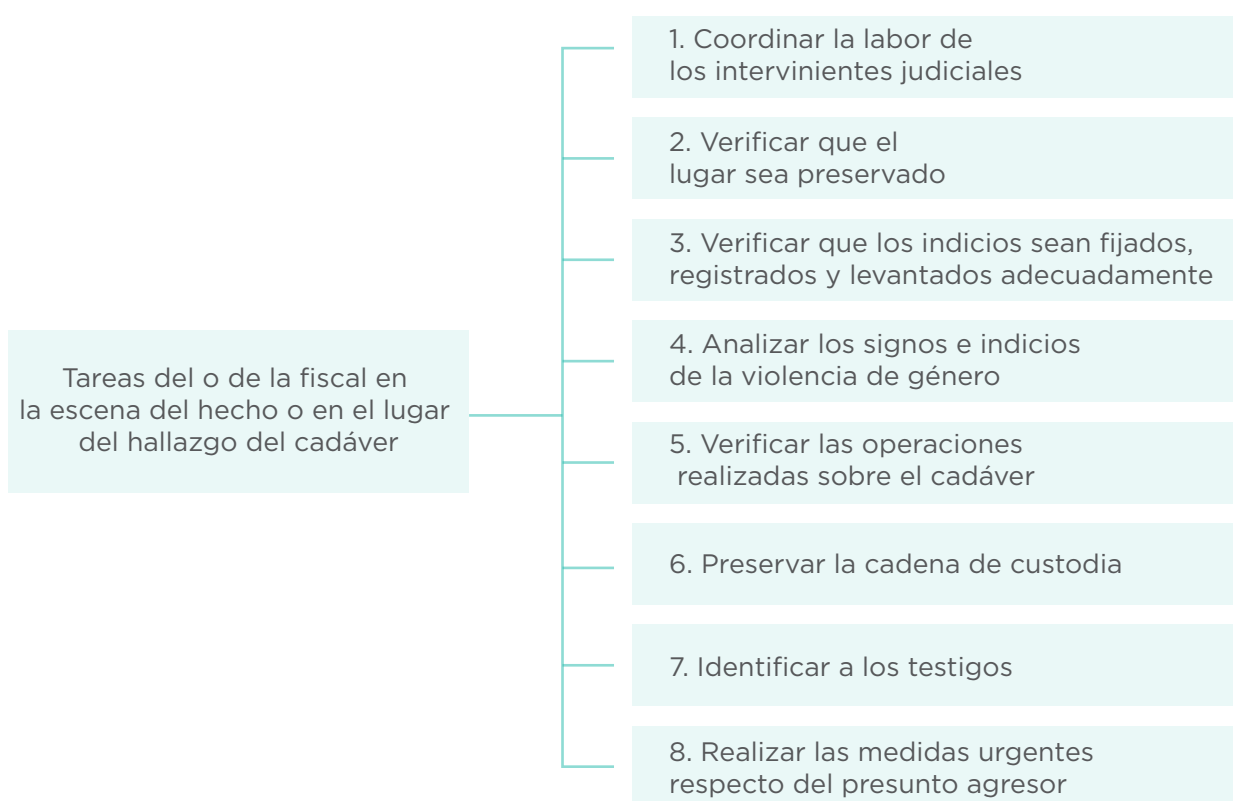 Tareas del o de la fiscal en
la escena del hecho o en el lugar
del hallazgo del cadáver
1. Coordinar la labor de
los intervinientes judiciales
2. Verificar que el
lugar sea preservado
3. Verificar que los indicios sean fijados,
registrados y levantados adecuadamente
4. Analizar los signos e indicios
de la violencia de género
5. Verificar las operaciones
realizadas sobre el cadáver
6. Preservar la cadena de custodia
7. Identificar a los testigos
8. Realizar las medidas urgentes
respecto del presunto agresor